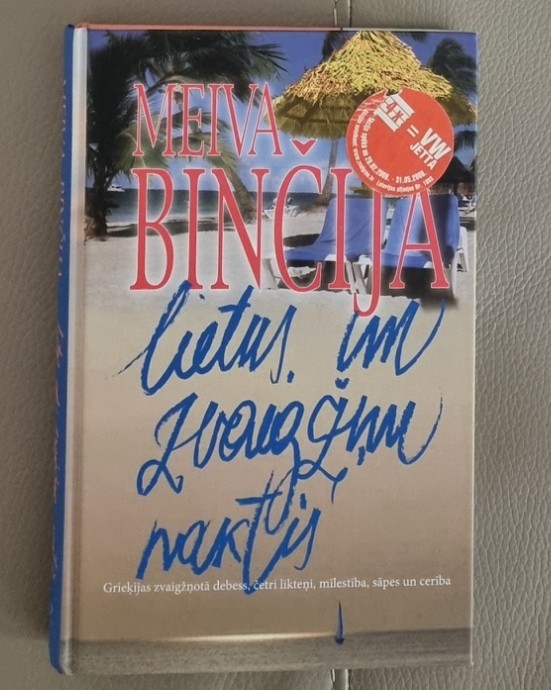 MEIVA
BINČIJA
= VW
JETTA
lietus un
zvaigžņu
naktis
Grieķijas zvaigžņotā debess, četri likteņi, mīlestība, sāpes un cerība